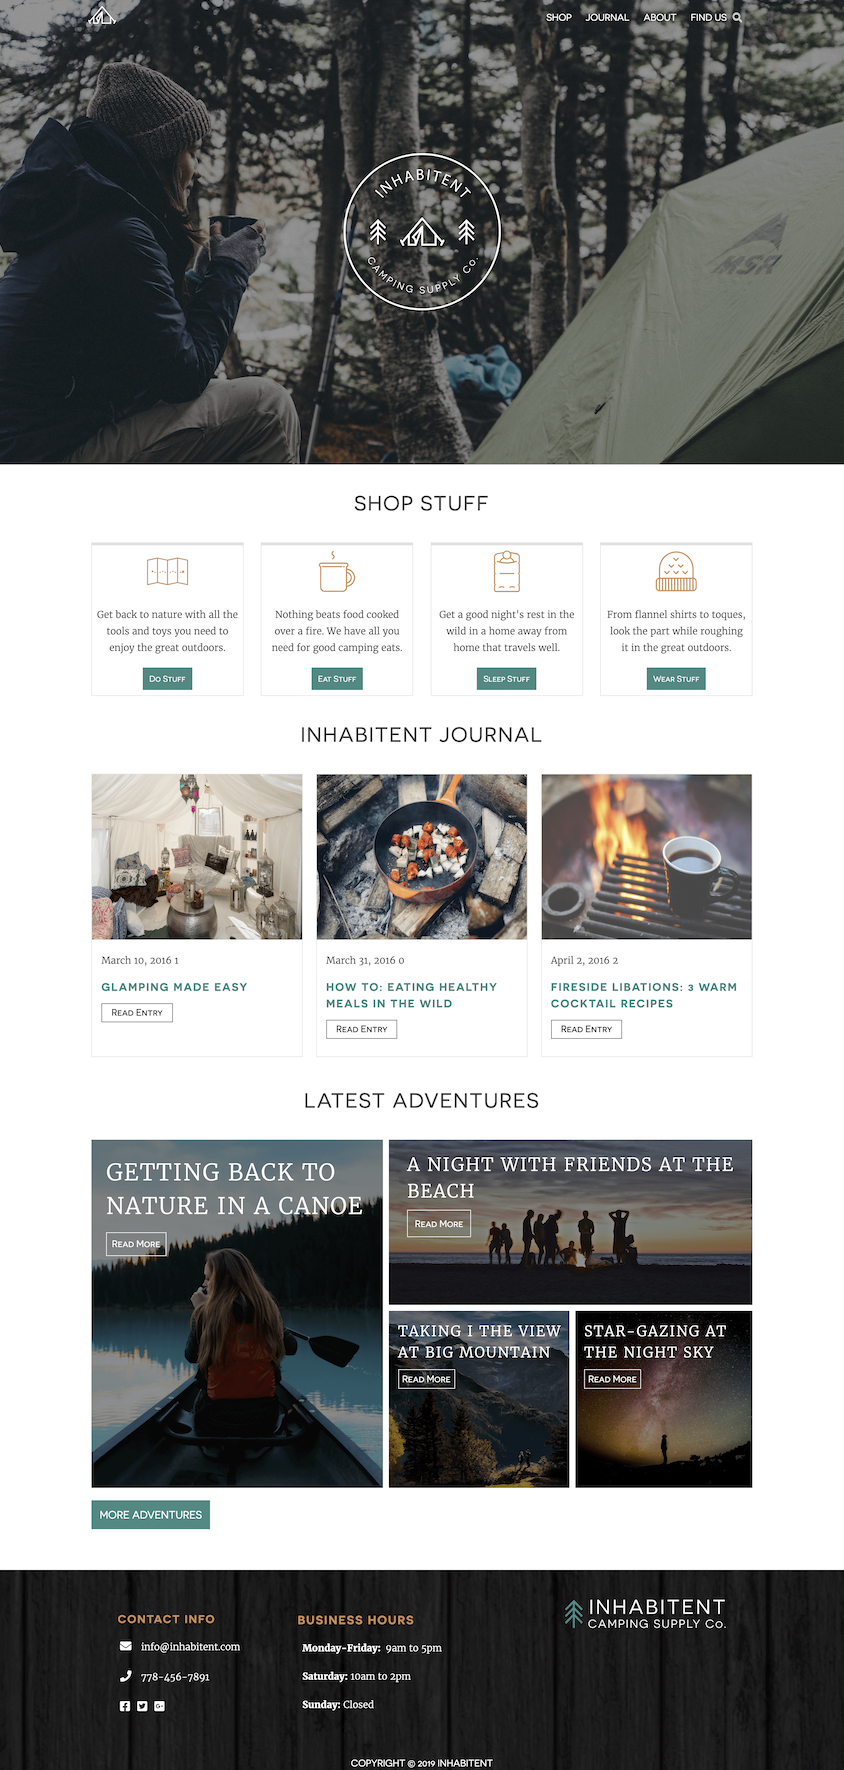 SHOP JOURNAL ABOUT FIND US
INHABITENT
CAMPING SUPPLY Co.
MSR
SHOP STUFF
Get back to nature with all the
tools and toys you need to
enjoy the great outdoors.
Do Stuff
Nothing beats food cooked
over a fire. We have all you
need for good camping eats.
Eat Stuff
Get a good night's rest in the
wild in a home away from
home that travels well.
Sleep Stuff
From flannel shirts to toques,
look the part while roughing
it in the great outdoors.
Wear Stuff
INHABITENT JOURNAL
March 10, 2016 1
GLAMPING MADE EASY
Read Entry
March 31, 2016 0
HOW TO: EATING HEALTHY
MEALS IN THE WILD
Read Entry
April 2, 2016 2
FIRESIDE LIBATIONS: 3 WARM
COCKTAIL RECIPES
Read Entry
LATEST ADVENTURES
GETTING BACK TO
NATURE IN A CANOE
Read More
A NIGHT WITH FRIENDS AT THE
BEACH
Read More
TAKING I THE VIEW
AT BIG MOUNTAIN
Read More
STAR-GAZING AT
THE NIGHT SKY
Read More
MORE ADVENTURES
CONTACT INFO
info@inhabitent.com
778-456-7891
BUSINESS HOURS
Monday-Friday: 9am to 5pm
Saturday: 10am to 2pm
Sunday: Closed
INHABITENT
CAMPING SUPPLY Co.
COPYRIGHT © 2019 INHABITENT